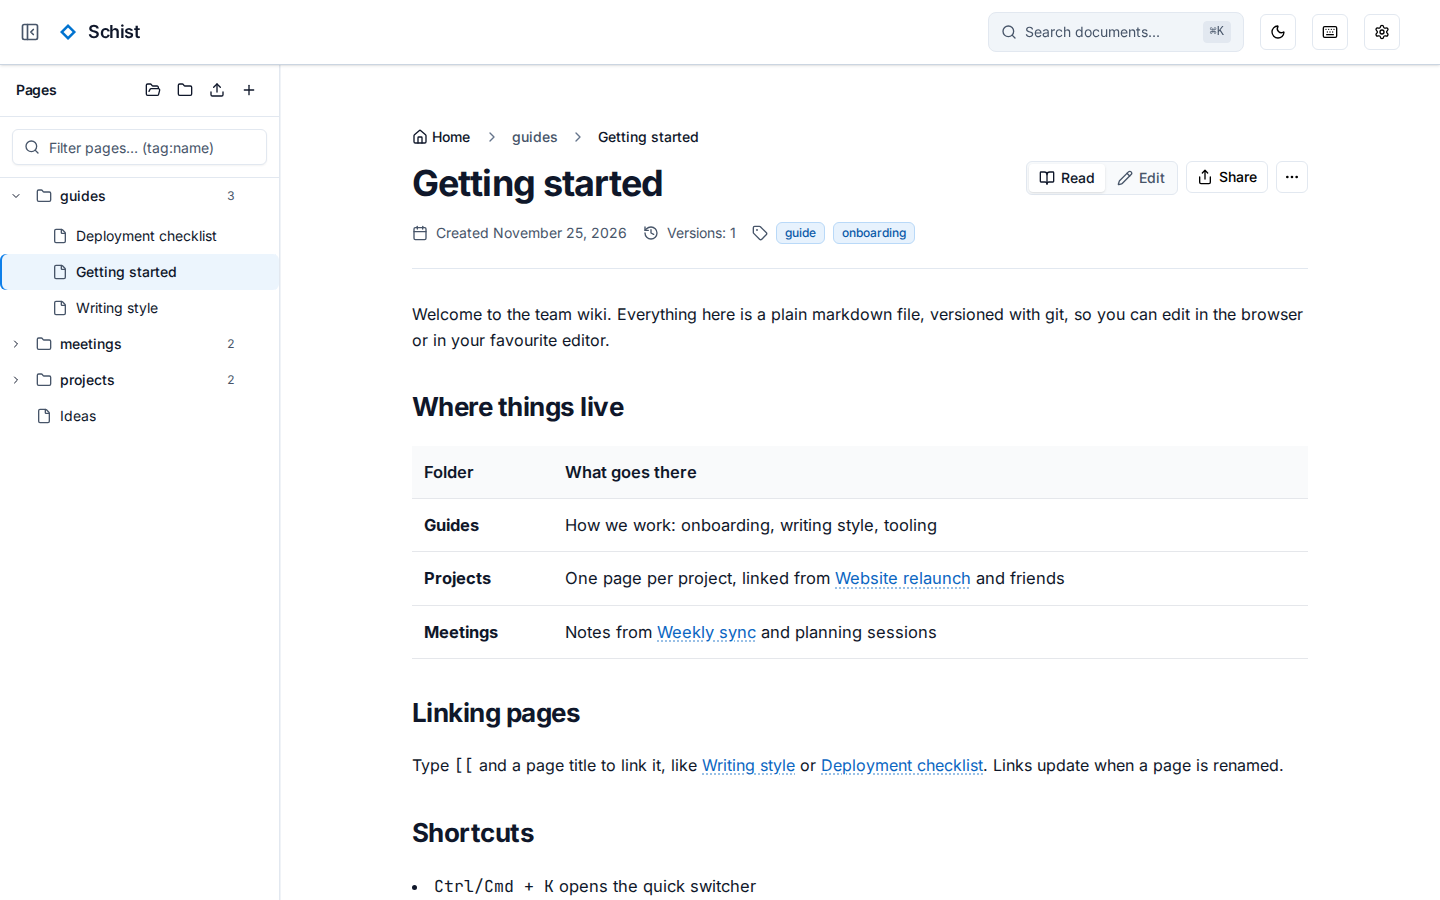 Schist
Search documents...
⌘K
Pages
Filter pages... (tag:name)
guides 3
Deployment checklist
Getting started
Writing style
meetings 2
projects 2
Ideas
Home > guides > Getting started
Getting started
Read
Edit
Share
Created November 25, 2026
Versions: 1
guide
onboarding
Welcome to the team wiki. Everything here is a plain markdown file, versioned with git, so you can edit in the browser
or in your favourite editor.
Where things live
Folder What goes there
Guides How we work: onboarding, writing style, tooling
Projects One page per project, linked from Website relaunch and friends
Meetings Notes from Weekly sync and planning sessions
Linking pages
Type [[ and a page title to link it, like Writing style or Deployment checklist. Links update when a page is renamed.
Shortcuts
• Ctrl/Cmd + K opens the quick switcher